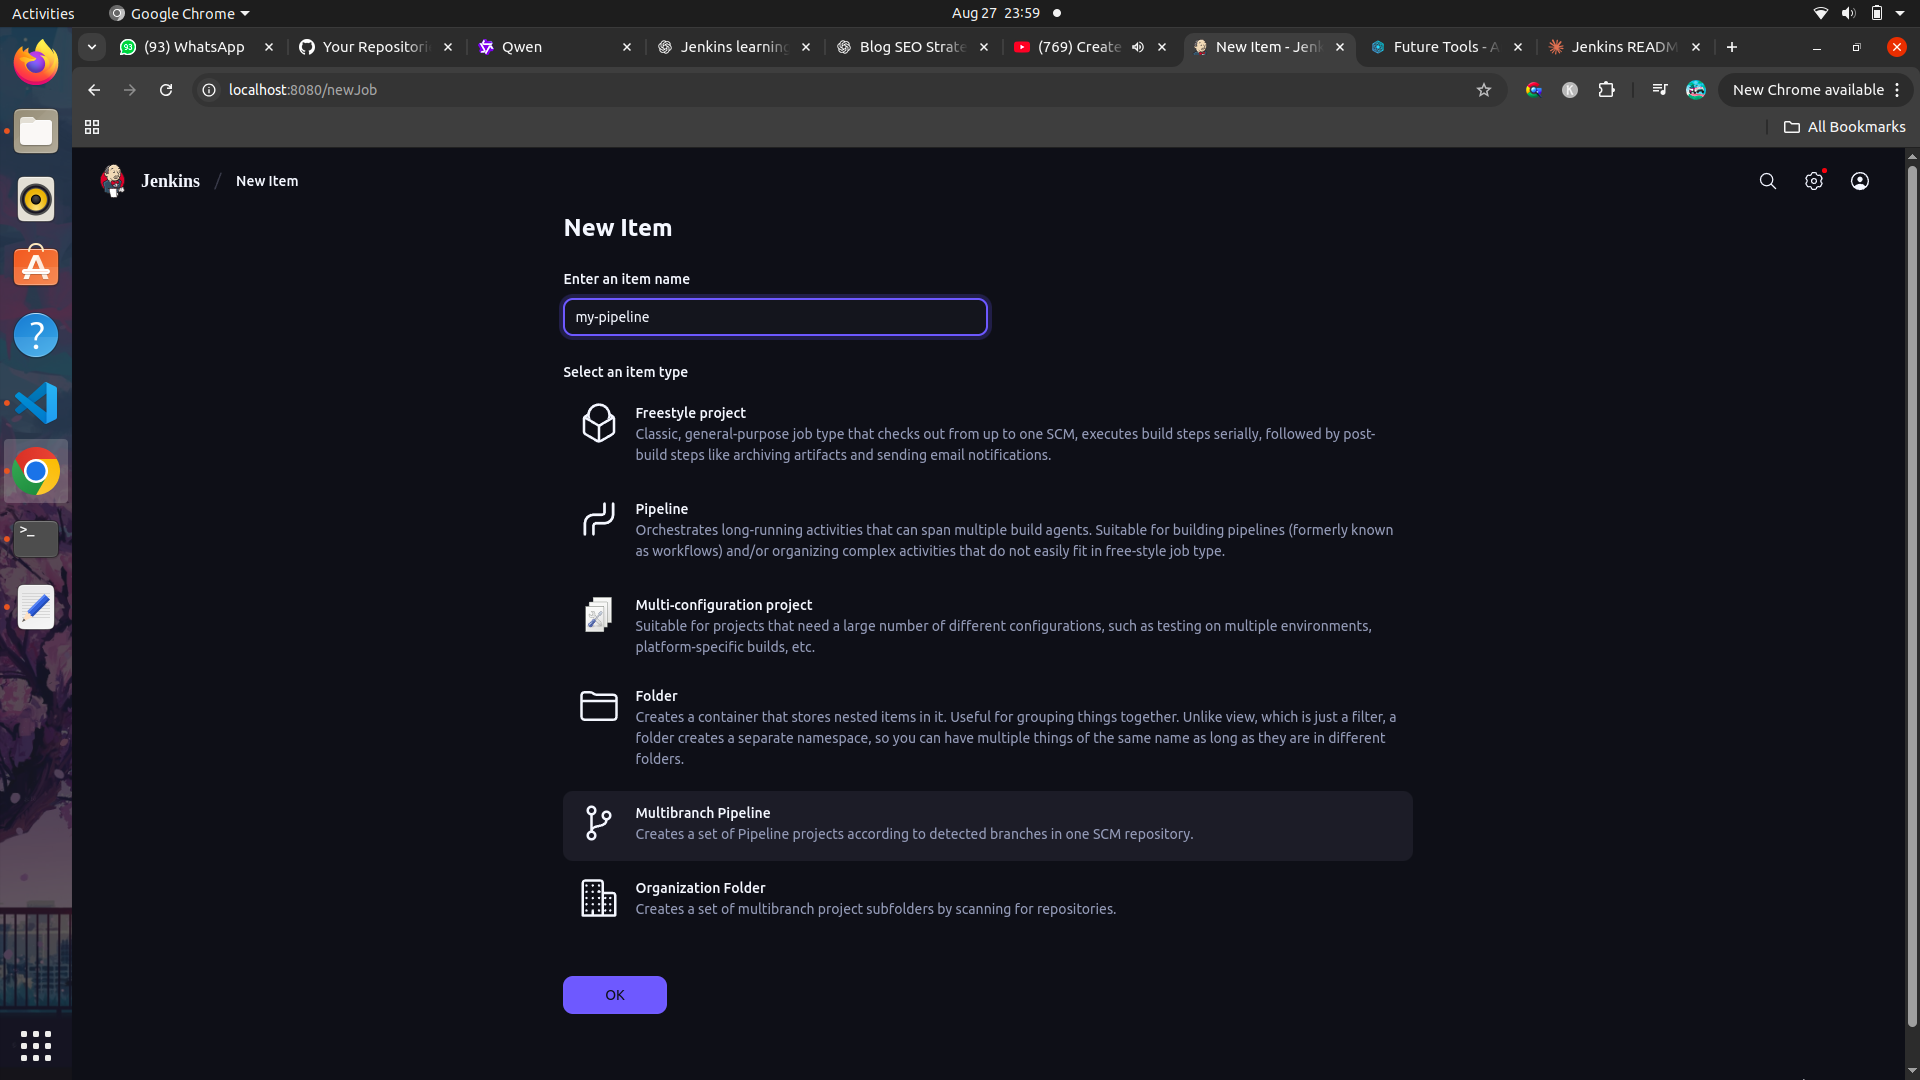 Activities
Google Chrome
Aug 27 23:59
93
(93) WhatsApp
Your Repositori
Qwen
Jenkins learning
Blog SEO Strate
(769) Create
New Item - Jenk
Future Tools - A
Jenkins READM
localhost:8080/newJob
K
New Chrome available
All Bookmarks
Jenkins / New Item
New Item
Enter an item name
my-pipeline
Select an item type
Freestyle project
Classic, general-purpose job type that checks out from up to one SCM, executes build steps serially, followed by post-
build steps like archiving artifacts and sending email notifications.
Pipeline
Orchestrates long-running activities that can span multiple build agents. Suitable for building pipelines (formerly known
as workflows) and/or organizing complex activities that do not easily fit in free-style job type.
Multi-configuration project
Suitable for projects that need a large number of different configurations, such as testing on multiple environments,
platform-specific builds, etc.
Folder
Creates a container that stores nested items in it. Useful for grouping things together. Unlike view, which is just a filter, a
folder creates a separate namespace, so you can have multiple things of the same name as long as they are in different
folders.
Multibranch Pipeline
Creates a set of Pipeline projects according to detected branches in one SCM repository.
Organization Folder
Creates a set of multibranch project subfolders by scanning for repositories.
OK